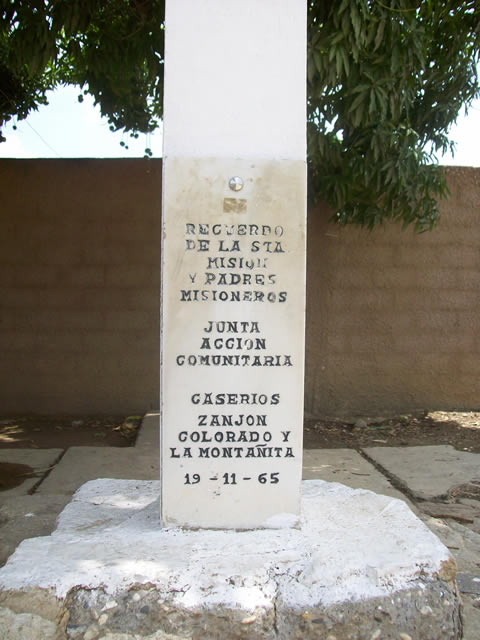 RECUERDO
DE LA STA.
MISION
Y PADRES
MISIONEROS
JUNTA
ACCION
COMUNITARIA
CASERIOS
ZANJON
COLORADO Y
LA MONTAÑITA
19-11-65